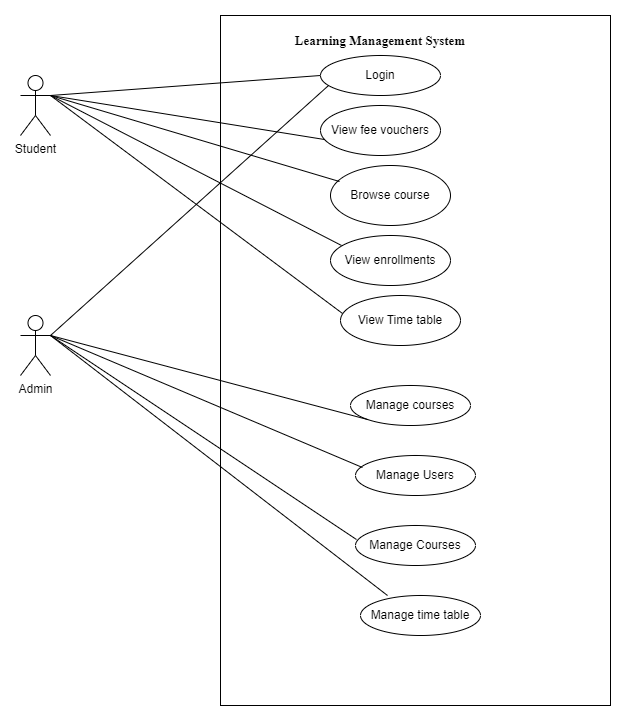 Learning Management System
Login
View fee vouchers
Student
Browse course
View enrollments
View Time table
Admin
Manage courses
Manage Users
Manage Courses
Manage time table